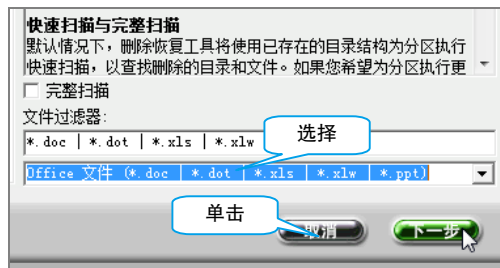 快速扫描与完整扫描
默认情况下，删除恢复工具将使用已存在的目录结构为分区执行
快速扫描，以查找删除的目录和文件。如果您希望为分区执行更
完整扫描
文件过滤器:
*.doc | *.dot | *.xls | *.xlw
选择
Office 文件 (*.doc | *.dot | *.xls | *.xlw | *.ppt)
单击
取消
下一步